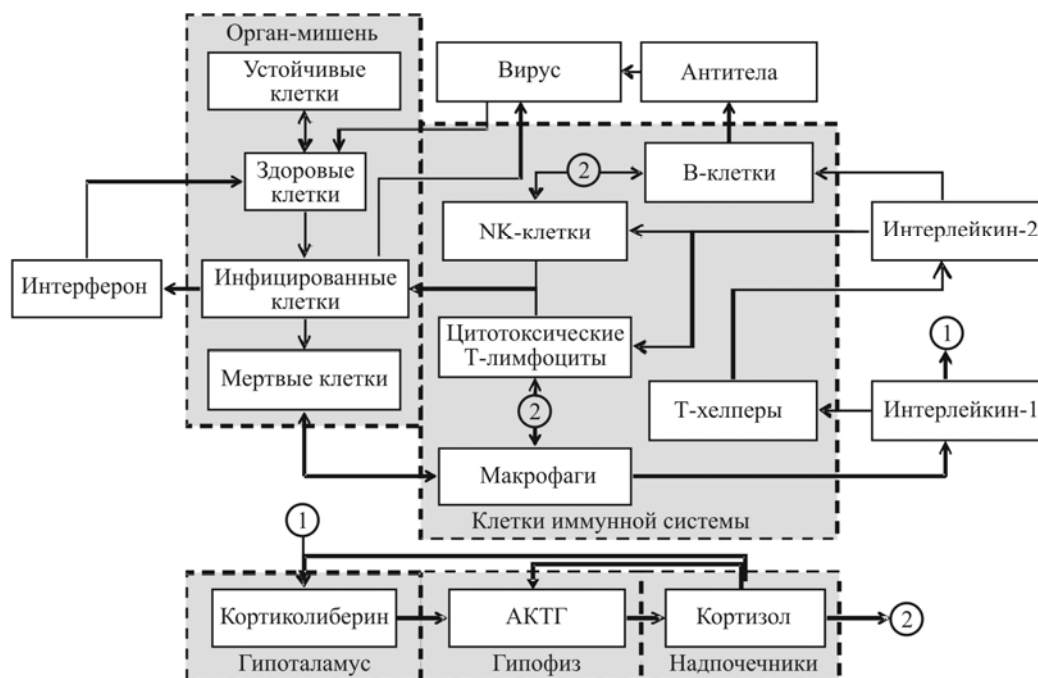 Орган-мишень
Устойчивые
клетки
Вирус
Антитела
Здоровые
клетки
2
В-клетки
NK-клетки
Интерлейкин-2
Интерферон
Инфицированные
клетки
Цитотоксические
Т-лимфоциты
1
Мертвые клетки
2
Т-хелперы
Интерлейкин-1
Макрофаги
Клетки иммунной системы
1
Кортиколиберин
АКТГ
Кортизол
2
Гипоталамус
Гипофиз
Надпочечники